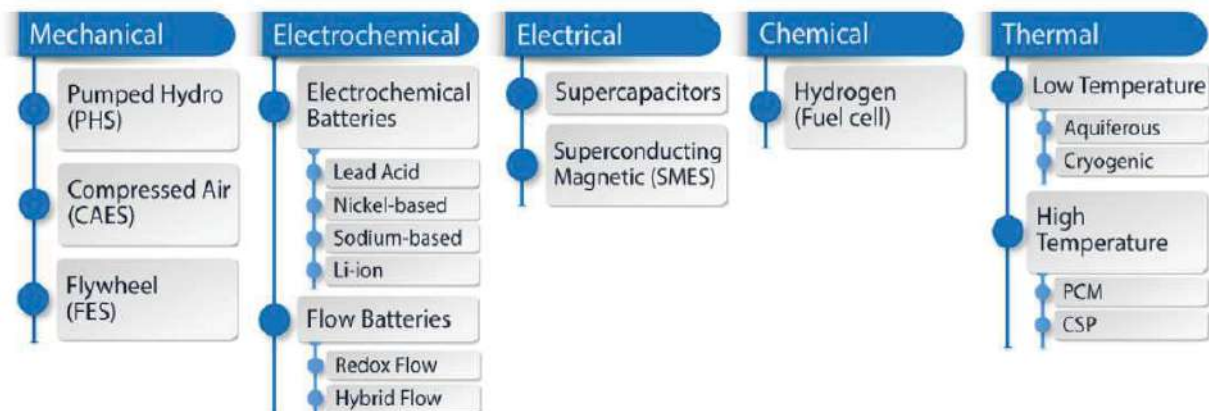 Mechanical
Pumped Hydro
(PHS)
Compressed Air
(CAES)
Flywheel
(FES)
Electrochemical
Electrochemical
Batteries
Lead Acid
Nickel-based
Sodium-based
Li-ion
Flow Batteries
Redox Flow
Hybrid Flow
Electrical
Supercapacitors
Superconducting
Magnetic (SMES)
Chemical
Hydrogen
(Fuel cell)
Thermal
Low Temperature
Aquiferous
Cryogenic
High
Temperature
PCM
CSP